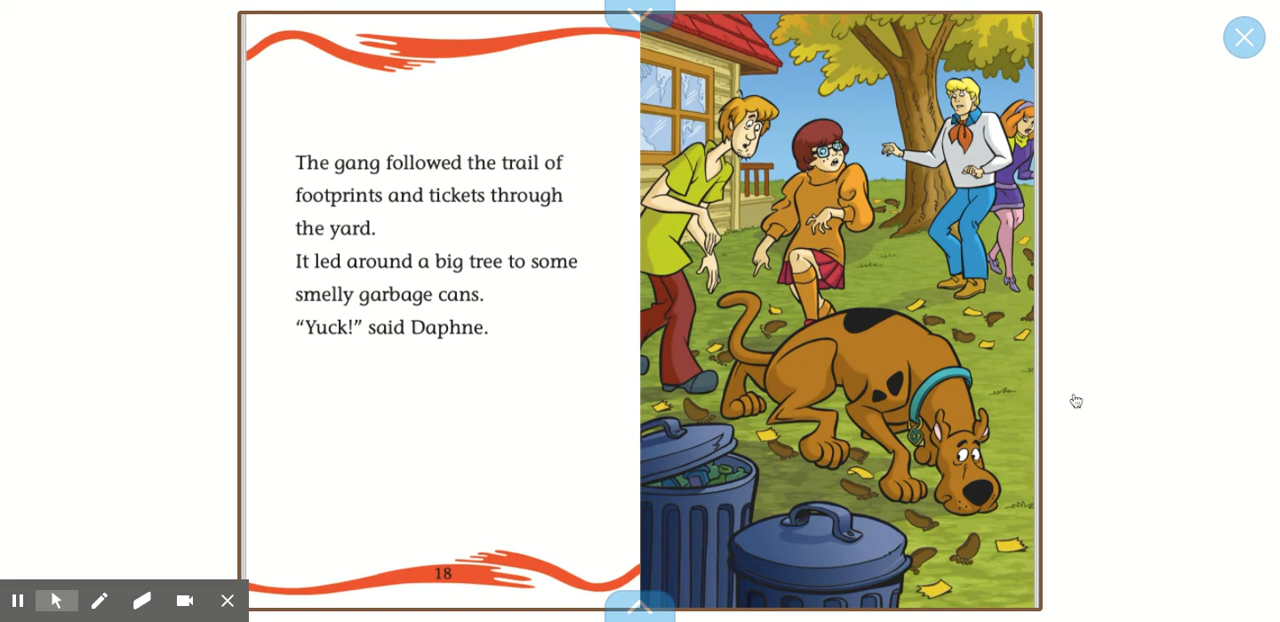 The gang followed the trail of
footprints and tickets through
the yard.
It led around a big tree to some
smelly garbage cans.
“Yuck!” said Daphne.
18